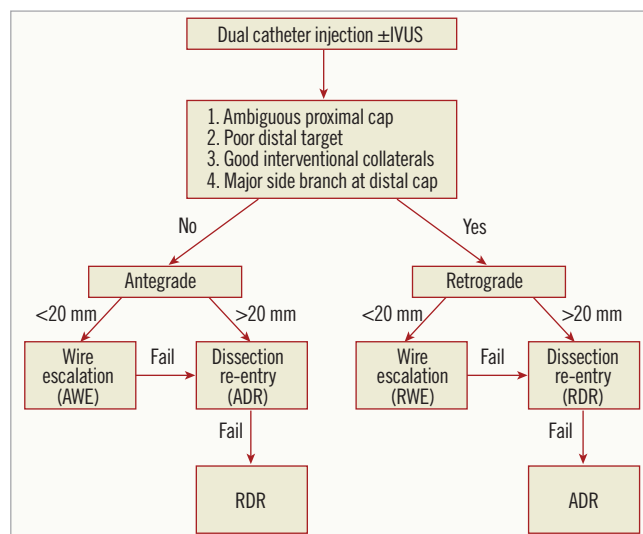 Dual catheter injection ±IVUS
1. Ambiguous proximal cap
2. Poor distal target
3. Good interventional collaterals
4. Major side branch at distal cap
No
Yes
Antegrade
Retrograde
<20 mm
>20 mm
<20 mm
>20 mm
Wire
escalation
(AWE)
Fail
Dissection
re-entry
(ADR)
Wire
escalation
(RWE)
Fail
Dissection
re-entry
(RDR)
Fail
Fail
RDR
ADR